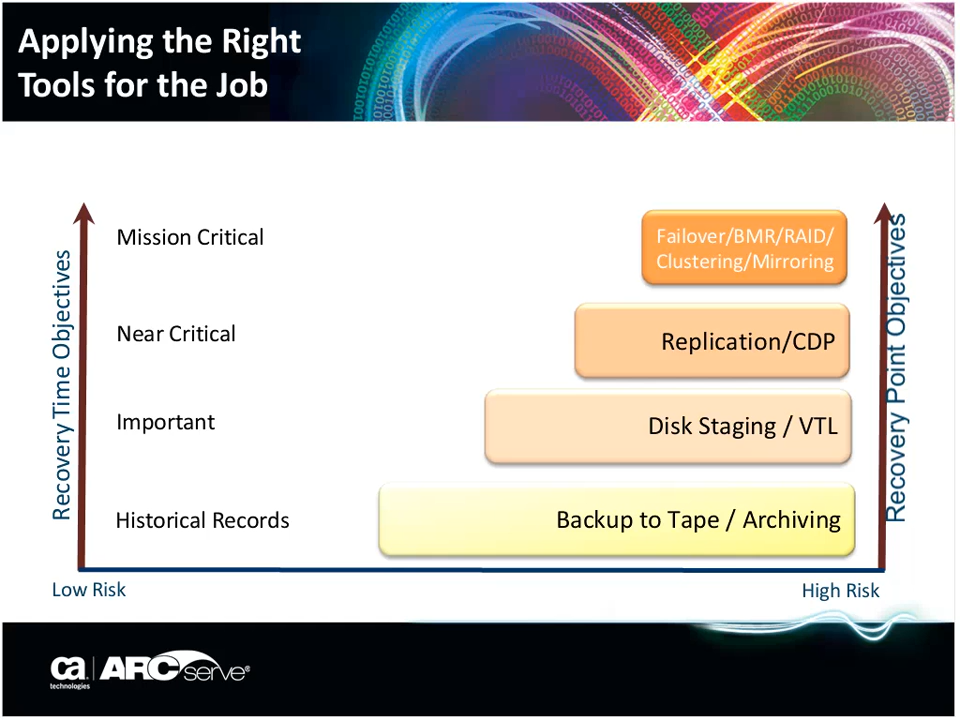 Applying the Right
Tools for the Job
Recovery Time Objectives
Mission Critical
Failover/BMR/RAID/
Clustering/Mirroring
Near Critical
Replication/CDP
Important
Disk Staging / VTL
Historical Records
Backup to Tape / Archiving
Recovery Point Objectives
Low Risk
High Risk
ca technologies
ARCserve®